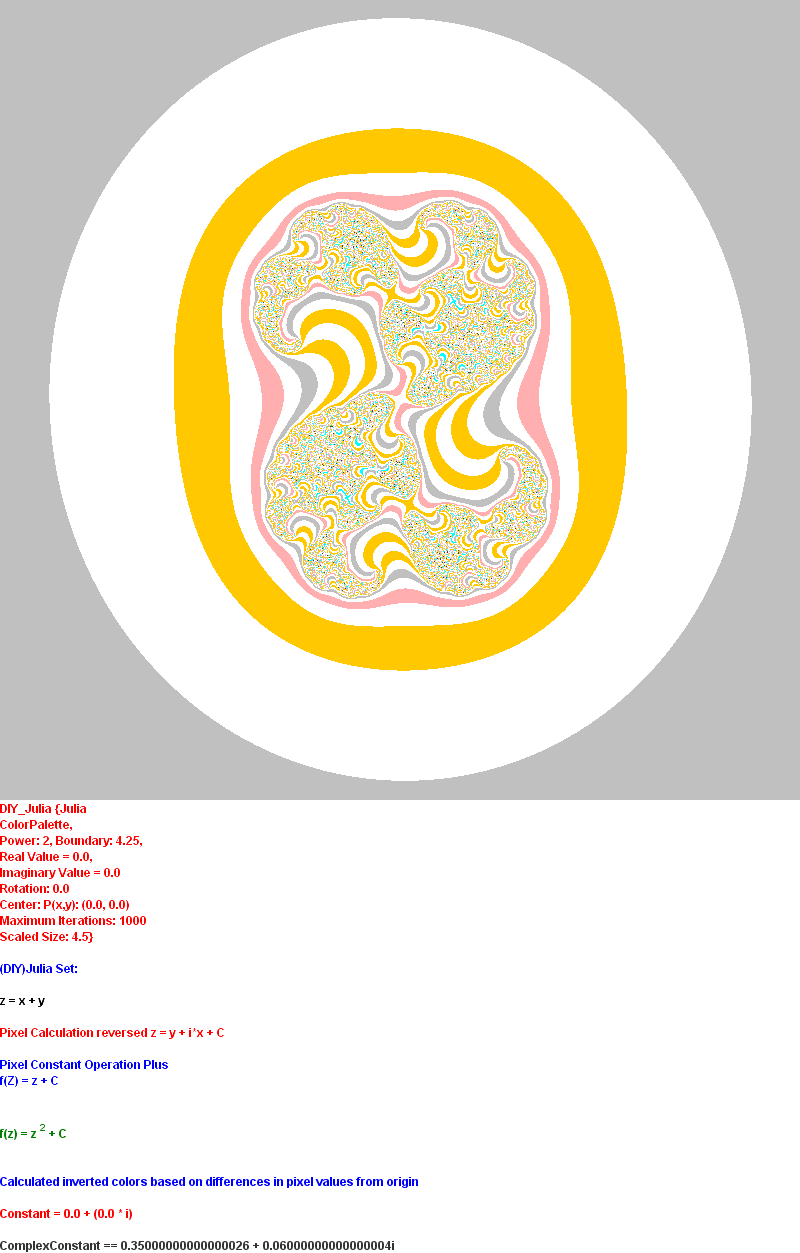 DIY_Julia {Julia
ColorPalette,
Power: 2, Boundary: 4.25,
Real Value = 0.0,
Imaginary Value = 0.0
Rotation: 0.0
Center: P(x,y): (0.0, 0.0)
Maximum Iterations: 1000
Scaled Size: 4.5}
(DIY)Julia Set:
z = x + y
Pixel Calculation reversed z = y + i*x + C
Pixel Constant Operation Plus
f(Z) = z + C
f(z) = z ² + C
Calculated inverted colors based on differences in pixel values from origin
Constant = 0.0 + (0.0 * i)
ComplexConstant == 0.35000000000000026 + 0.06000000000000004i